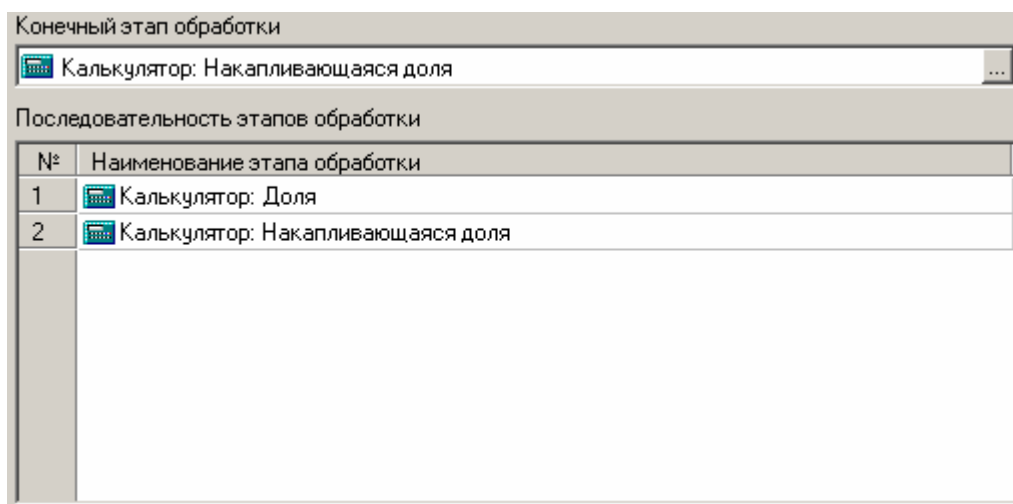 Конечный этап обработки
Калькулятор: Накапливающаяся доля ...
Последовательность этапов обработки
№ Наименование этапа обработки
1 Калькулятор: Доля
2 Калькулятор: Накапливающаяся доля